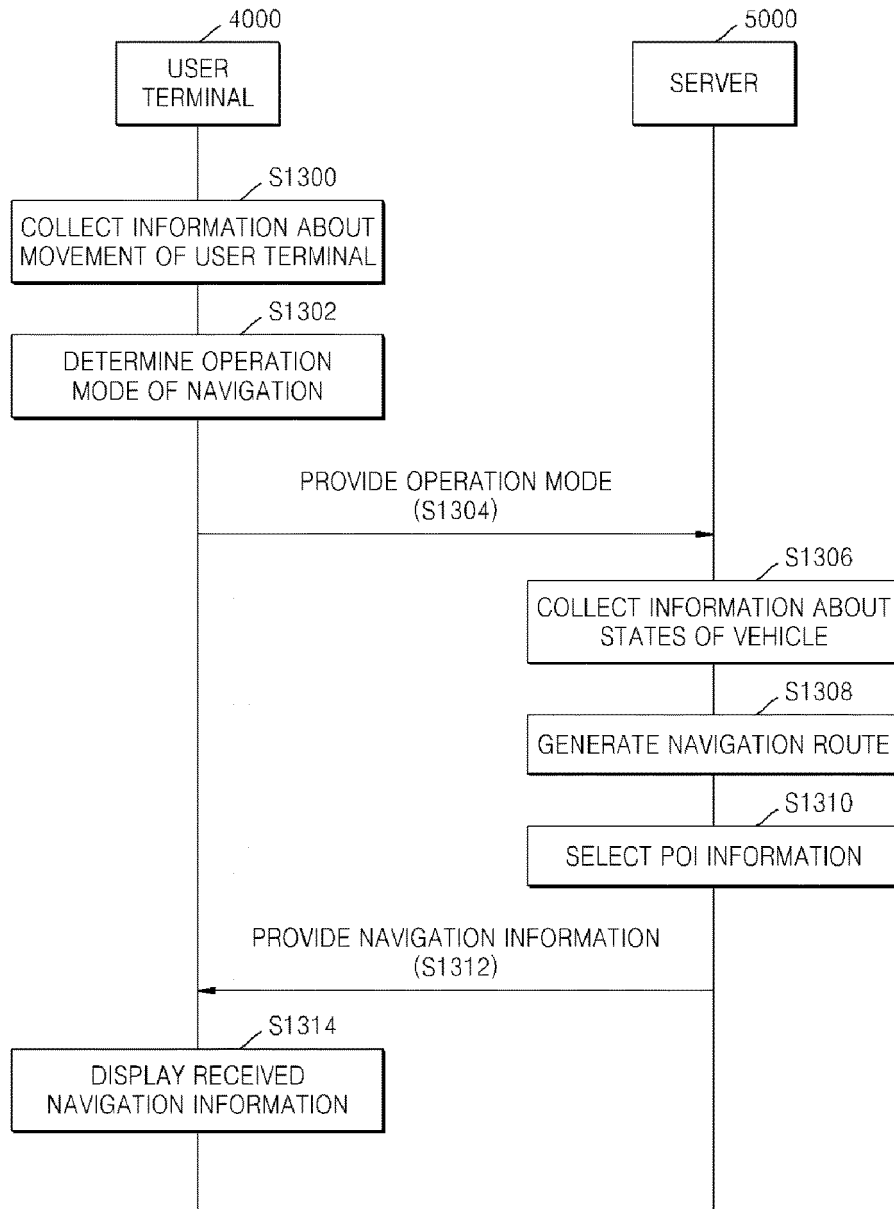 4000
5000
USER
TERMINAL
SERVER
S1300
COLLECT INFORMATION ABOUT
MOVEMENT OF USER TERMINAL
S1302
DETERMINE OPERATION
MODE OF NAVIGATION
PROVIDE OPERATION MODE
(S1304)
S1306
COLLECT INFORMATION ABOUT
STATES OF VEHICLE
S1308
GENERATE NAVIGATION ROUTE
S1310
SELECT POI INFORMATION
PROVIDE NAVIGATION INFORMATION
(S1312)
S1314
DISPLAY RECEIVED
NAVIGATION INFORMATION